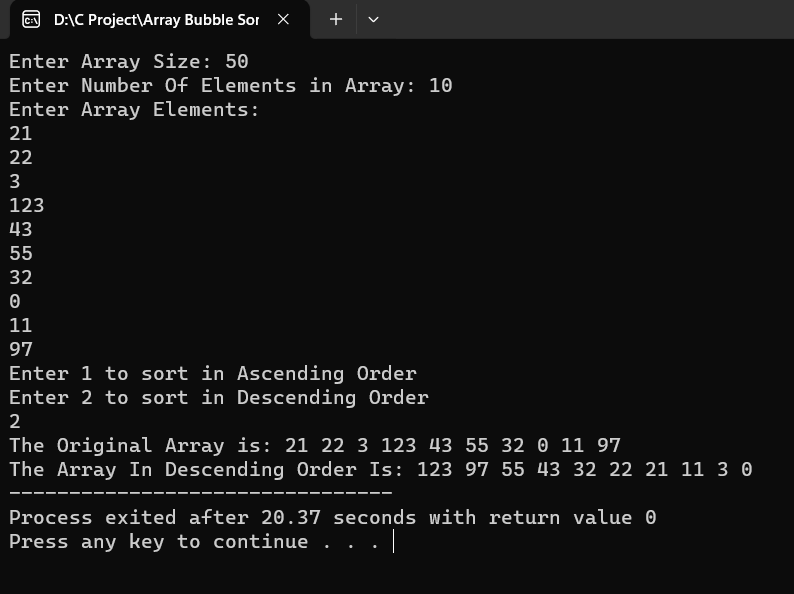 D:\C Project\Array Bubble Sor
Enter Array Size: 50
Enter Number Of Elements in Array: 10
Enter Array Elements:
21
22
3
123
43
55
32
0
11
97
Enter 1 to sort in Ascending Order
Enter 2 to sort in Descending Order
2
The Original Array is: 21 22 3 123 43 55 32 0 11 97
The Array In Descending Order Is: 123 97 55 43 32 22 21 11 3 0
--------------------------------
Process exited after 20.37 seconds with return value 0
Press any key to continue . . .